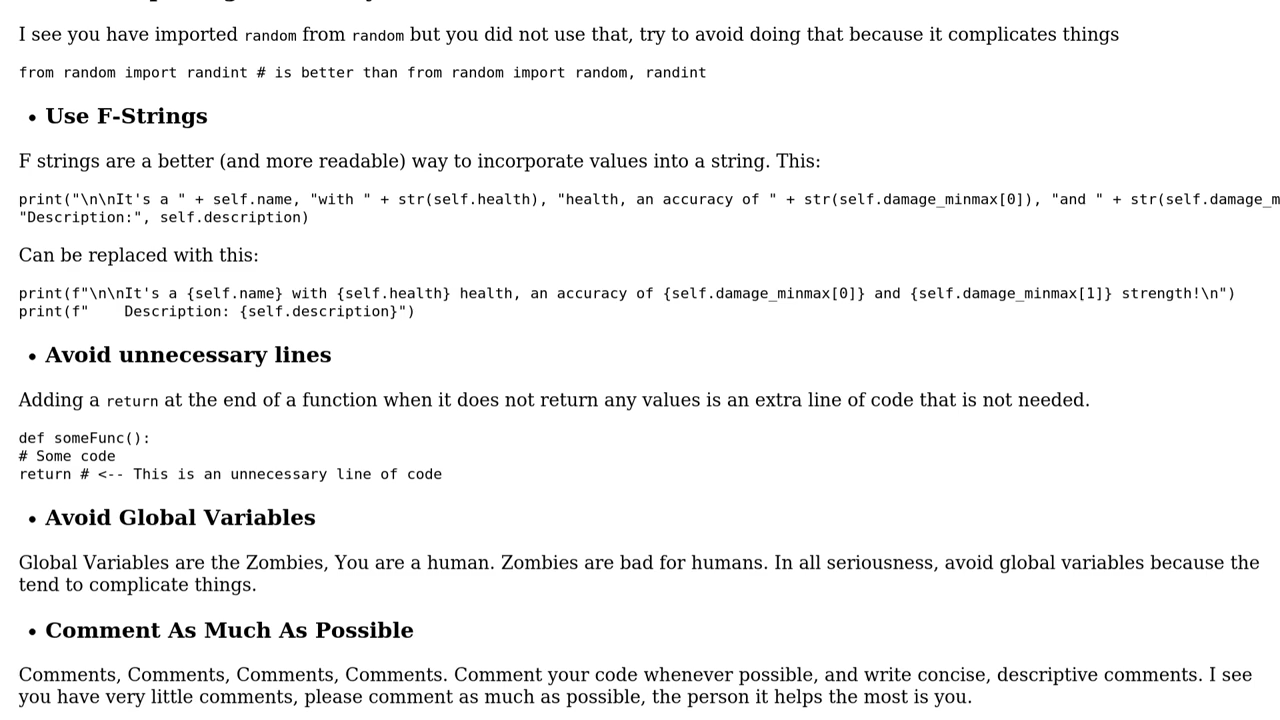 I see you have imported random from random but you did not use that, try to avoid doing that because it complicates things
from random import randint # is better than from random import random, randint
• Use F-Strings
F strings are a better (and more readable) way to incorporate values into a string. This:
print("\n\nIt's a " + self.name, "with " + str(self.health), "health, an accuracy of " + str(self.damage_minmax[0]), "and " + str(self.damage_m
"Description:", self.description)
Can be replaced with this:
print(f"\n\nIt's a {self.name} with {self.health} health, an accuracy of {self.damage_minmax[0]} and {self.damage_minmax[1]} strength!\n")
print(f"    Description: {self.description}")
• Avoid unnecessary lines
Adding a return at the end of a function when it does not return any values is an extra line of code that is not needed.
def someFunc():
# Some code
return # <-- This is an unnecessary line of code
• Avoid Global Variables
Global Variables are the Zombies, You are a human. Zombies are bad for humans. In all seriousness, avoid global variables because the
tend to complicate things.
• Comment As Much As Possible
Comments, Comments, Comments, Comments. Comment your code whenever possible, and write concise, descriptive comments. I see
you have very little comments, please comment as much as possible, the person it helps the most is you.